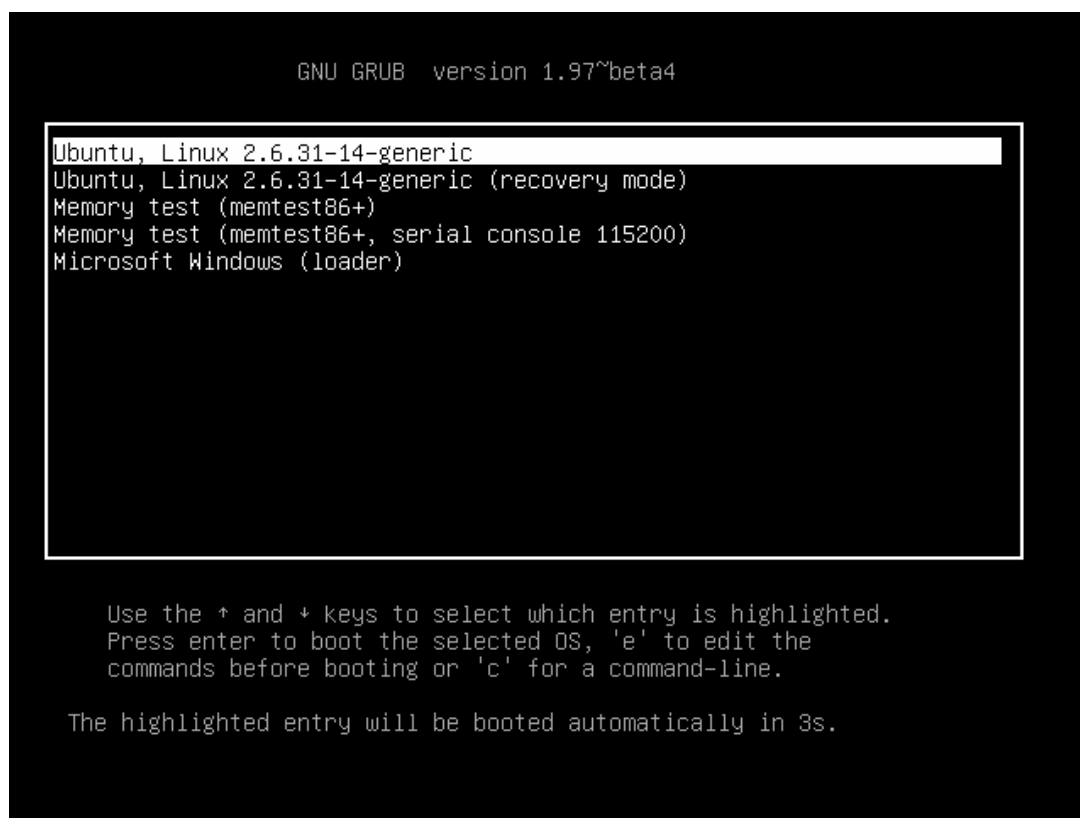 GNU GRUB  version 1.97~beta4
Ubuntu, Linux 2.6.31-14-generic
Ubuntu, Linux 2.6.31-14-generic (recovery mode)
Memory test (memtest86+)
Memory test (memtest86+, serial console 115200)
Microsoft Windows (loader)
Use the ↑ and ↓ keys to select which entry is highlighted.
Press enter to boot the selected OS, 'e' to edit the
commands before booting or 'c' for a command-line.
The highlighted entry will be booted automatically in 3s.